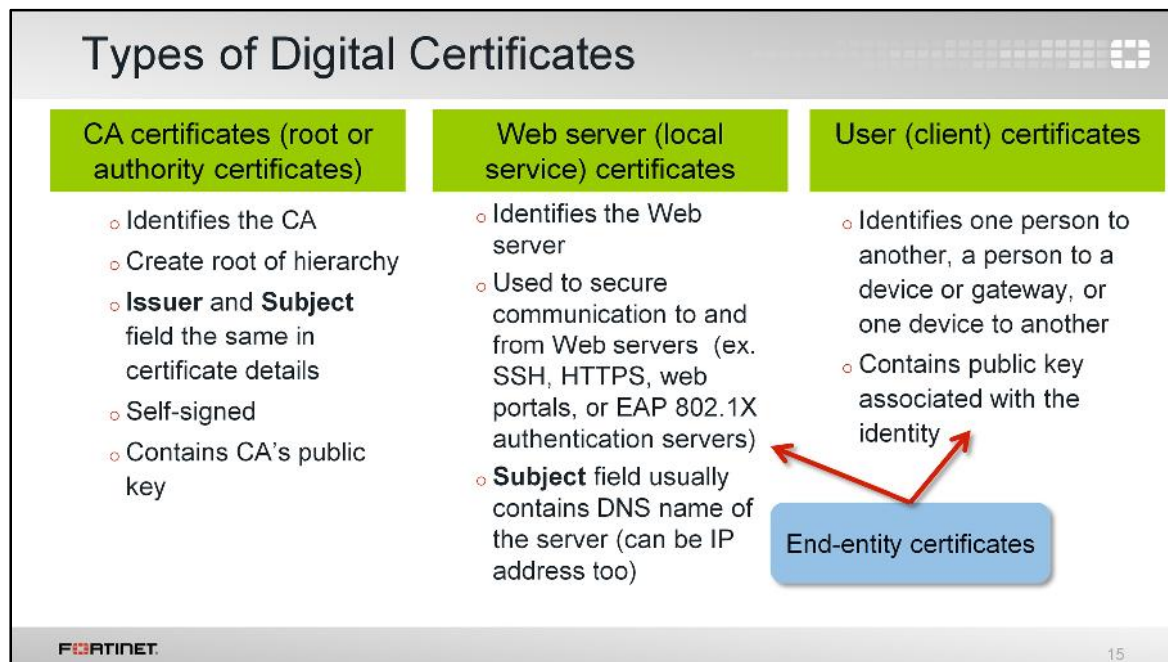 Types of Digital Certificates
CA certificates (root or
authority certificates)
○ Identifies the CA
○ Create root of hierarchy
○ Issuer and Subject
field the same in
certificate details
○ Self-signed
○ Contains CA's public
key
Web server (local
service) certificates
○ Identifies the Web
server
○ Used to secure
communication to and
from Web servers (ex.
SSH, HTTPS, web
portals, or EAP 802.1X
authentication servers)
○ Subject field usually
contains DNS name of
the server (can be IP
address too)
User (client) certificates
○ Identifies one person to
another, a person to a
device or gateway, or
one device to another
○ Contains public key
associated with the
identity
End-entity certificates
FORTINET
15